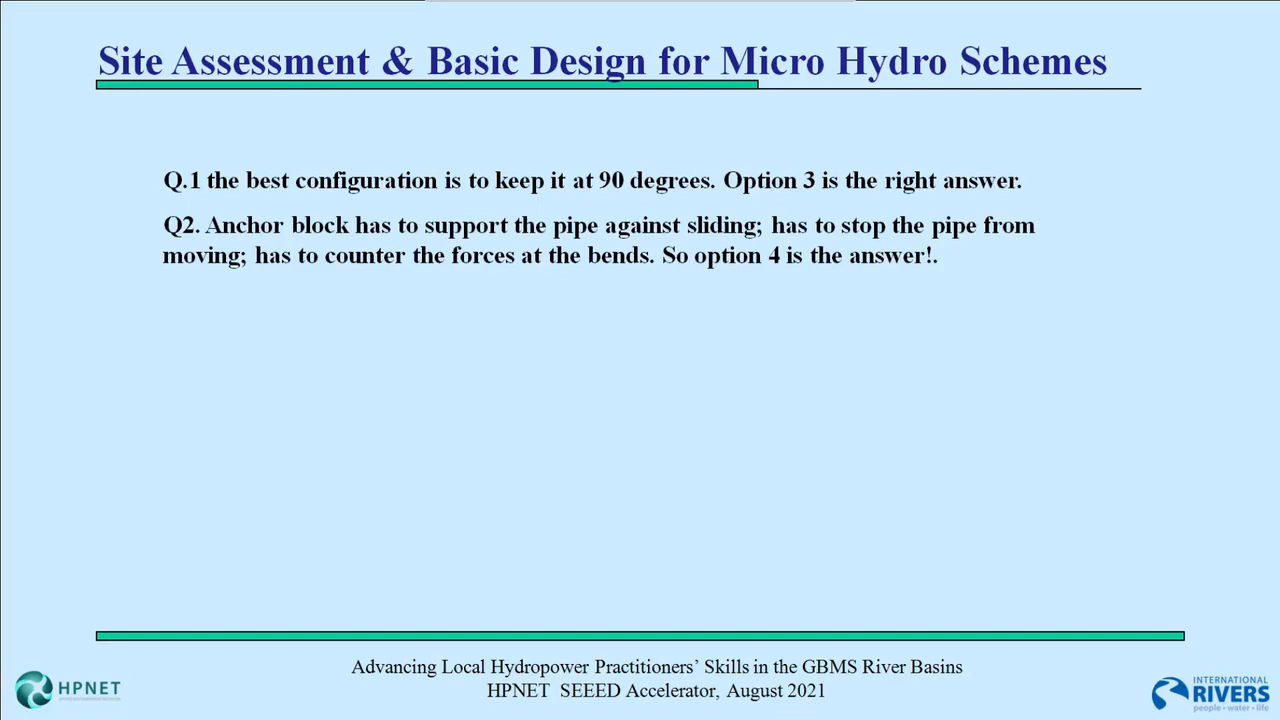 Site Assessment & Basic Design for Micro Hydro Schemes
Q.1 the best configuration is to keep it at 90 degrees. Option 3 is the right answer.
Q2. Anchor block has to support the pipe against sliding; has to stop the pipe from
moving; has to counter the forces at the bends. So option 4 is the answer!.
Advancing Local Hydropower Practitioners’ Skills in the GBMS River Basins
HPNET SEEED Accelerator, August 2021
HPNET
INTERNATIONAL
RIVERS
people • water • life